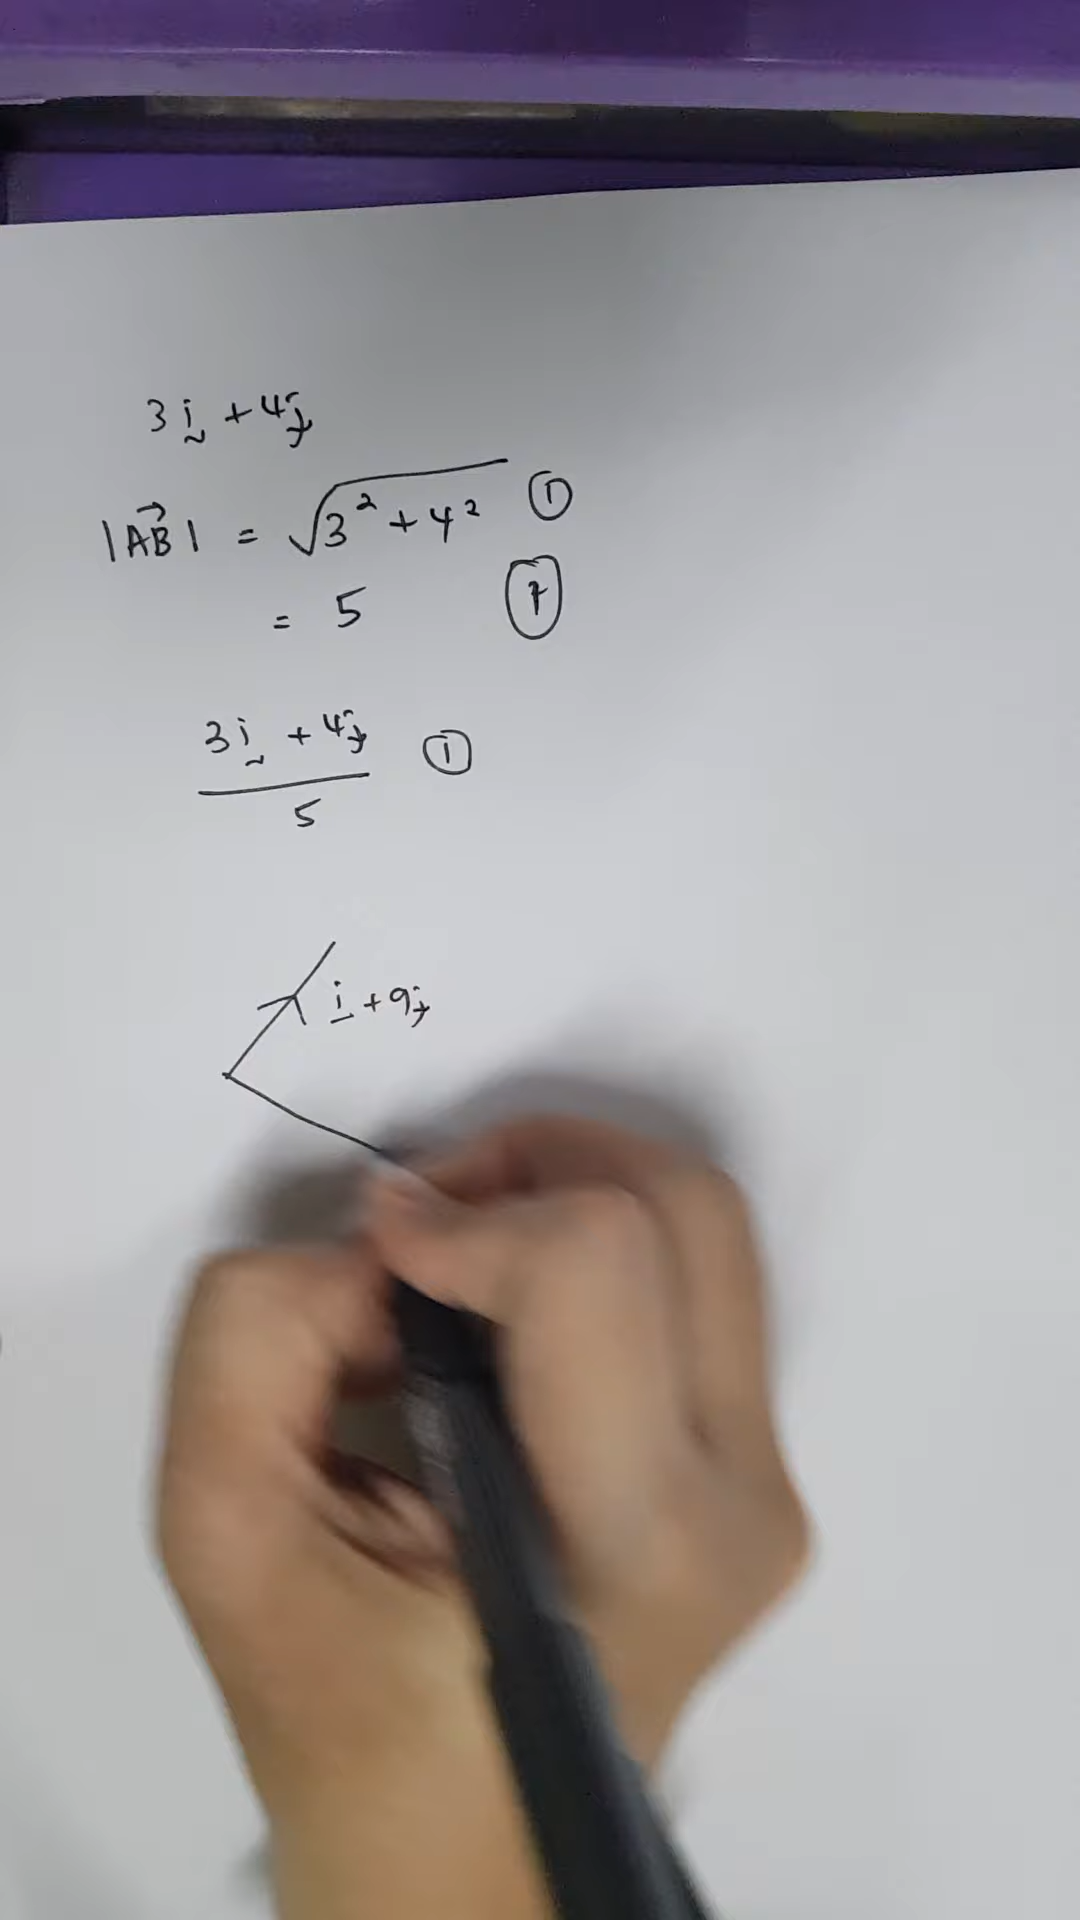 3i + 4j
|AB| = √3² + 4² ①
= 5 ①
3i + 4j ①
5
i + 9j